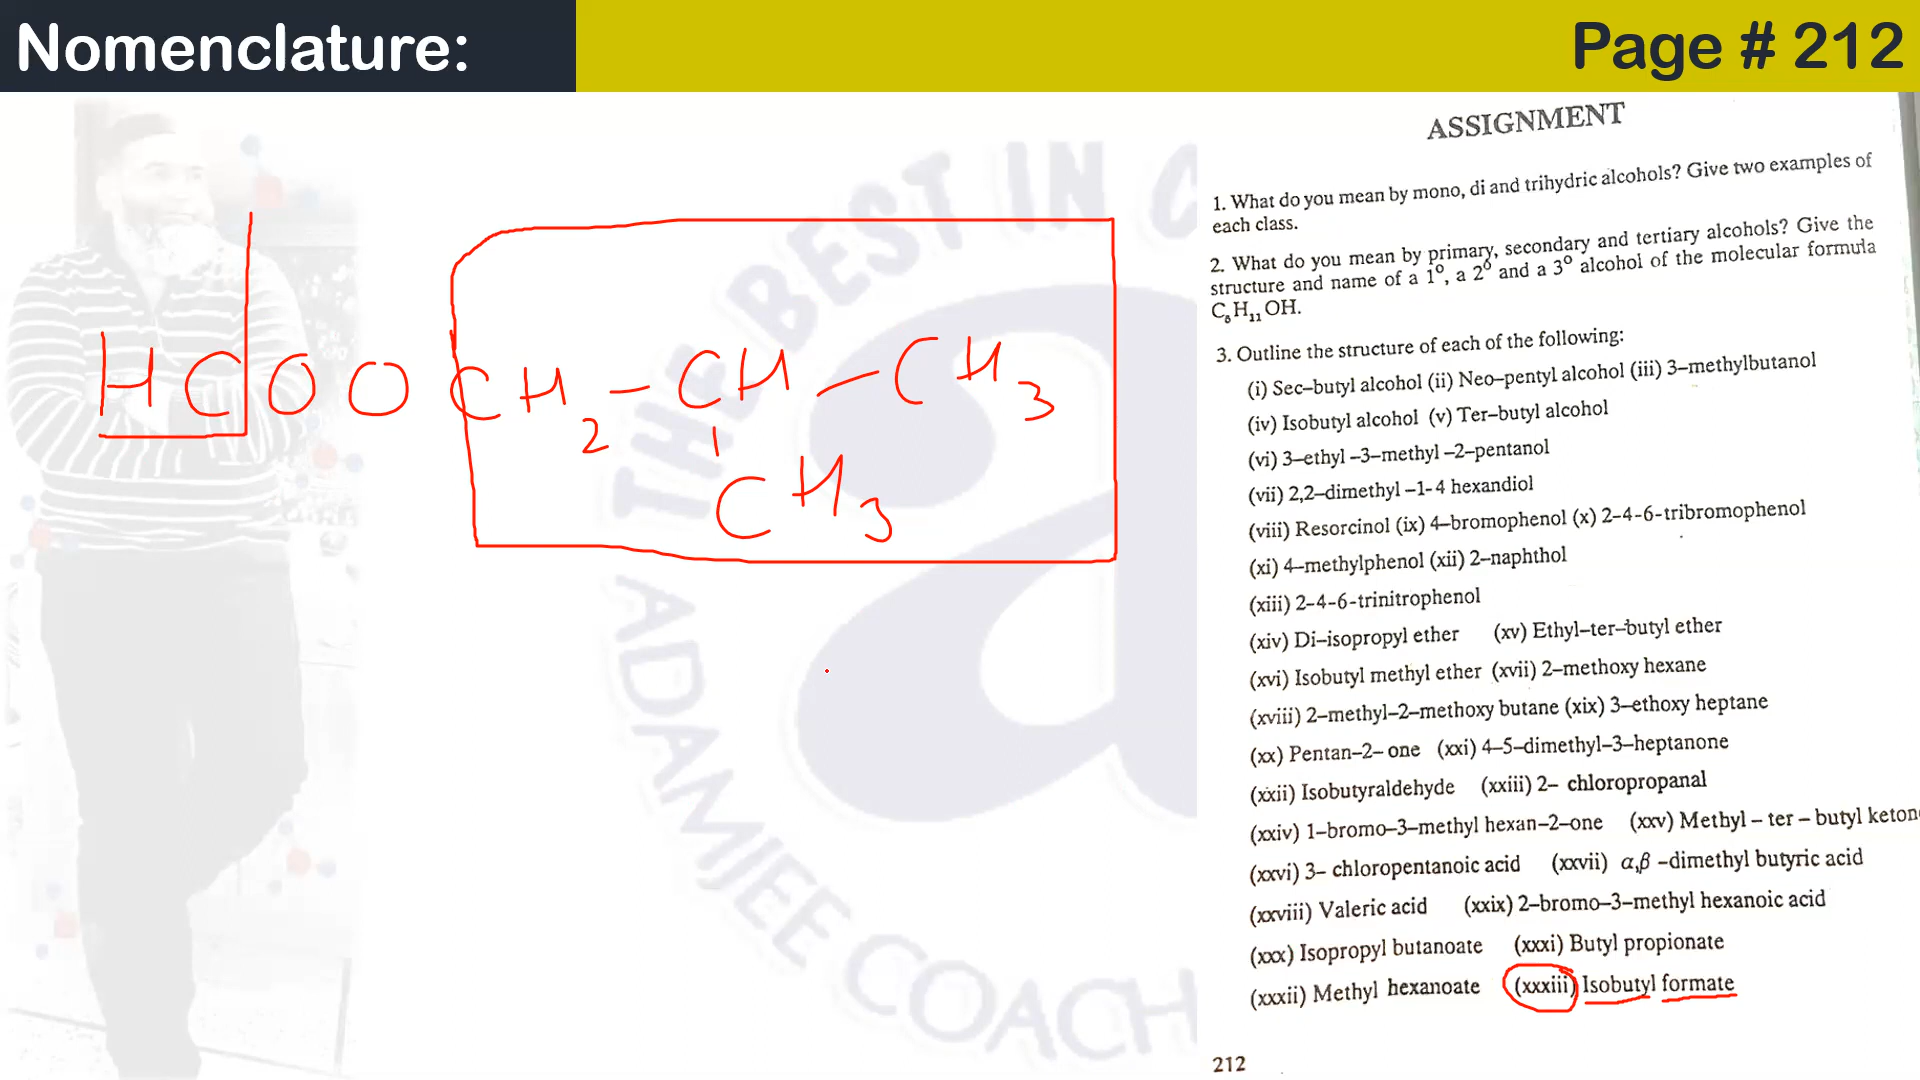 Nomenclature:
Page # 212
HCOOCH2 – CH – CH3
CH3
THE BEST IN C
ADAMJEE COACH
ASSIGNMENT
1. What do you mean by mono, di and trihydric alcohols? Give two examples of
each class.
2. What do you mean by primary, secondary and tertiary alcohols? Give the
structure and name of a 1°, a 2° and a 3° alcohol of the molecular formula
3. Outline the structure of each of the following:
(i) Sec–butyl alcohol (ii) Neo–pentyl alcohol (iii) 3–methylbutanol
(iv) Isobutyl alcohol (v) Ter–butyl alcohol
(vi) 3–ethyl –3–methyl –2–pentanol
(vii) 2,2–dimethyl –1- 4 hexandiol
(viii) Resorcinol (ix) 4–bromophenol (x) 2-4-6-tribromophenol
(xi) 4–methylphenol (xii) 2–naphthol
(xiii) 2-4-6-trinitrophenol
(xiv) Di–isopropyl ether (xv) Ethyl–ter–butyl ether
(xvi) Isobutyl methyl ether (xvii) 2–methoxy hexane
(xviii) 2–methyl–2–methoxy butane (xix) 3–ethoxy heptane
(xx) Pentan–2– one (xxi) 4–5–dimethyl–3–heptanone
(xxii) Isobutyraldehyde (xxiii) 2– chloropropanal
(xxiv) 1–bromo–3–methyl hexan–2–one (xxv) Methyl – ter – butyl keton
(xxvi) 3– chloropentanoic acid (xxvii) α,β –dimethyl butyric acid
(xxviii) Valeric acid (xxix) 2–bromo–3–methyl hexanoic acid
(xxx) Isopropyl butanoate (xxxi) Butyl propionate
(xxxii) Methyl hexanoate (xxxiii) Isobutyl formate
212